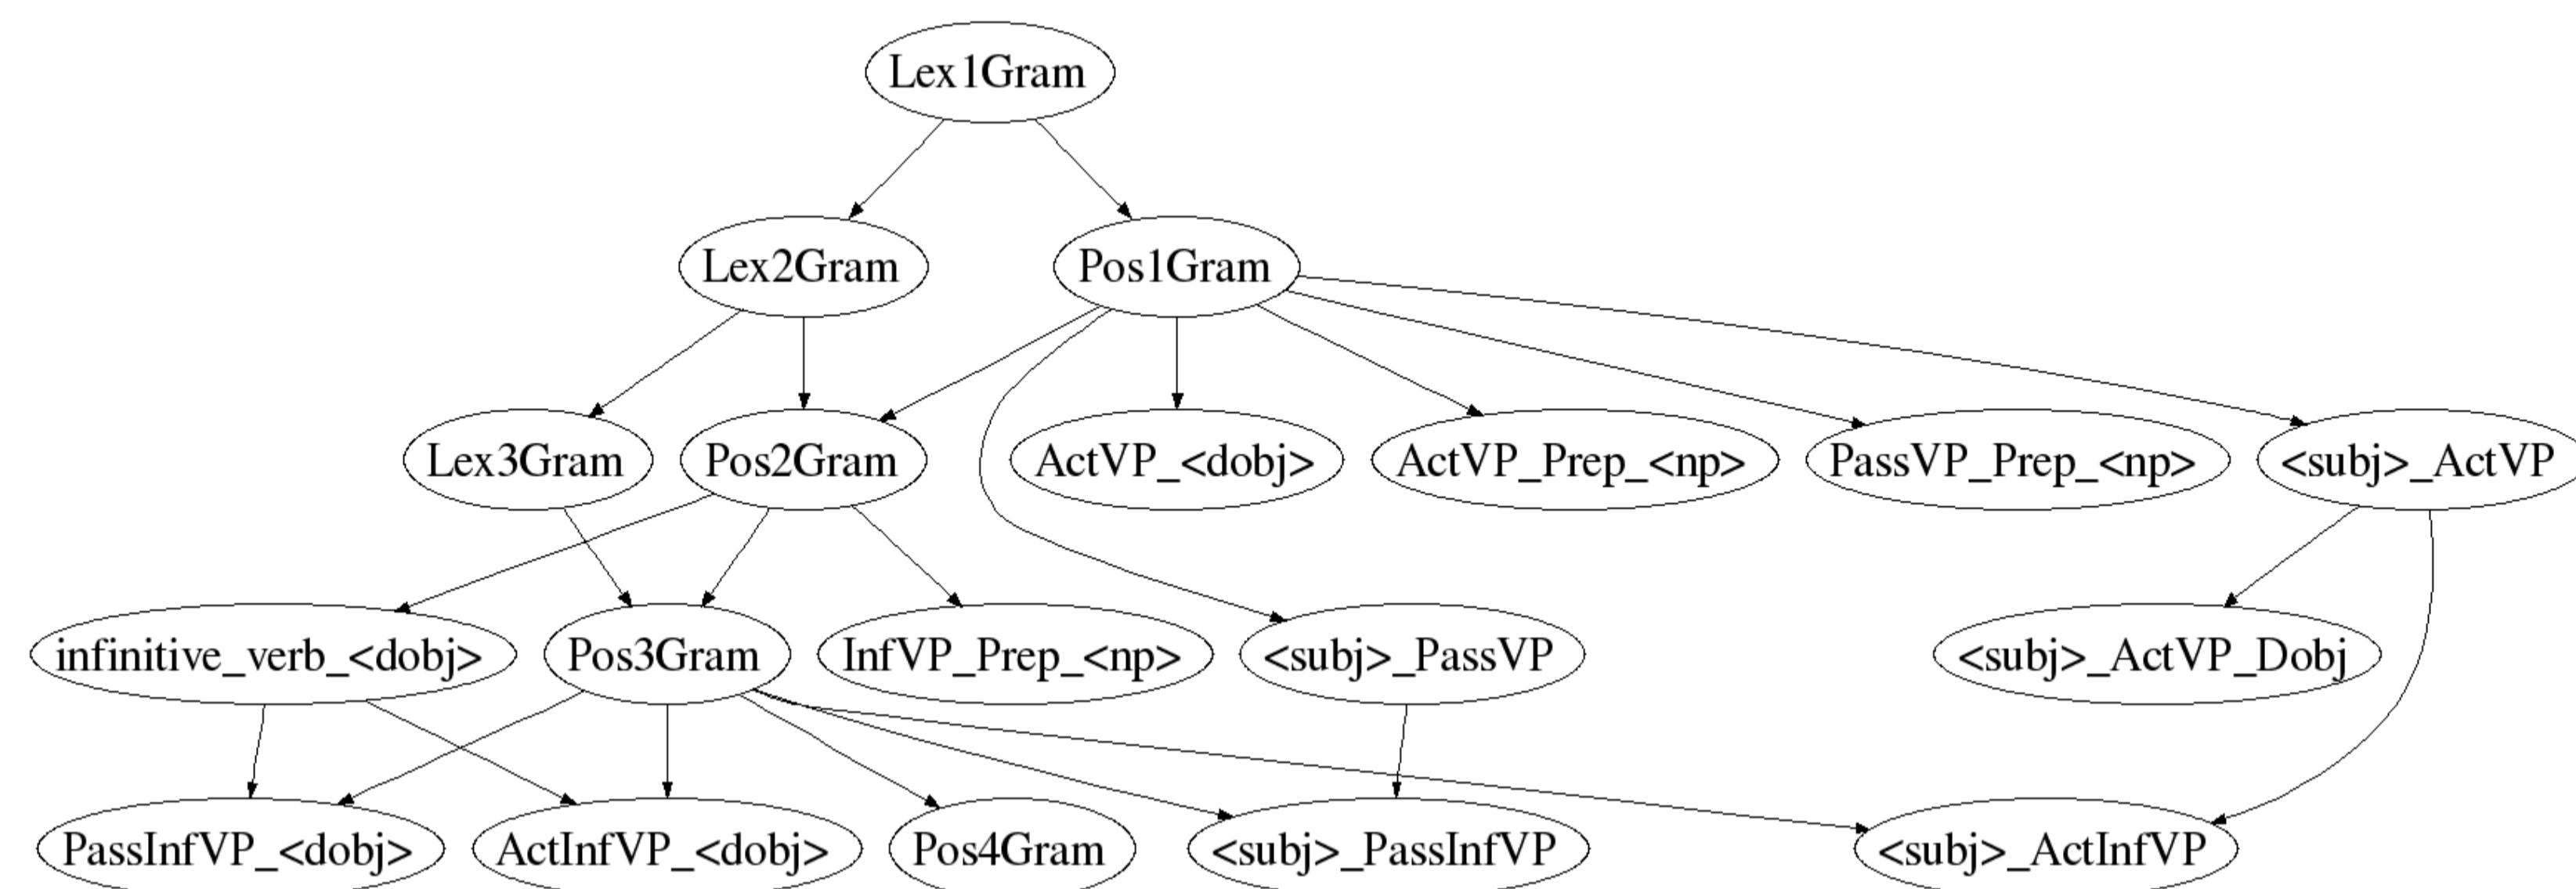 Lex1Gram
Lex2Gram
Pos1Gram
Lex3Gram
Pos2Gram
ActVP_<dobj>
ActVP_Prep_<np>
PassVP_Prep_<np>
<subj>_ActVP
infinitive_verb_<dobj>
Pos3Gram
InfVP_Prep_<np>
<subj>_PassVP
<subj>_ActVP_Dobj
PassInfVP_<dobj>
ActInfVP_<dobj>
Pos4Gram
<subj>_PassInfVP
<subj>_ActInfVP